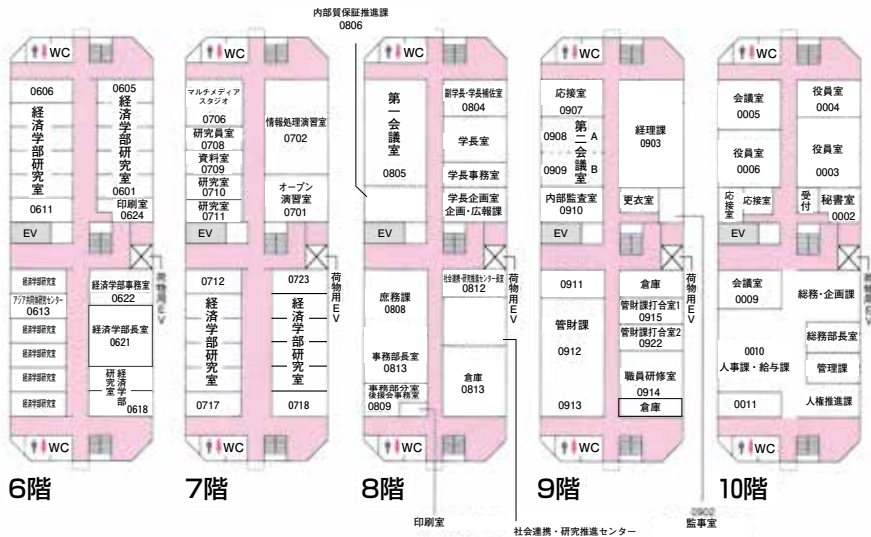 内部質保証推進課
0806
WC
0606
経済学部研究室
0611
EV
0605
経済学部研究室
0601
印刷室
0624
荷物用EV
経済学部研究室
アジア共同体研究センター
0613
経済学部研究室
経済学部研究室
経済学部研究室
経済学部研究室
経済学部事務室
0622
経済学部長室
0621
経済学部
研究室
0618
WC
6階
WC
マルチメディア
スタジオ
0706
研究員室
0708
資料室
0709
研究室
0710
研究室
0711
EV
情報処理演習室
0702
オープン
演習室
0701
荷物用EV
0712
経済学部研究室
0717
0723
経済学部研究室
0718
WC
7階
WC
第一会議室
0805
EV
副学長・学長補佐室
0804
学長室
学長事務室
学長企画室
企画・広報課
荷物用EV
庶務課
0808
事務部長室
0813
事務部分室
後援会事務室
0809
社会連携・研究推進センター長室
0812
倉庫
0813
WC
8階
印刷室
社会連携・研究推進センター
WC
応接室
0907
0908
A
第二会議室
0909
B
内部監査室
0910
EV
経理課
0903
更衣室
荷物用EV
0911
管財課
0912
0913
倉庫
管財課打合室1
0915
管財課打合室2
0922
職員研修室
0914
倉庫
WC
9階
0902
監事室
WC
会議室
0005
役員室
0006
応接室
応接室
EV
役員室
0004
役員室
0003
受付
秘書室
0002
荷物用EV
会議室
0009
0010
人事課・給与課
0011
総務・企画課
総務部長室
管理課
人権推進課
WC
10階